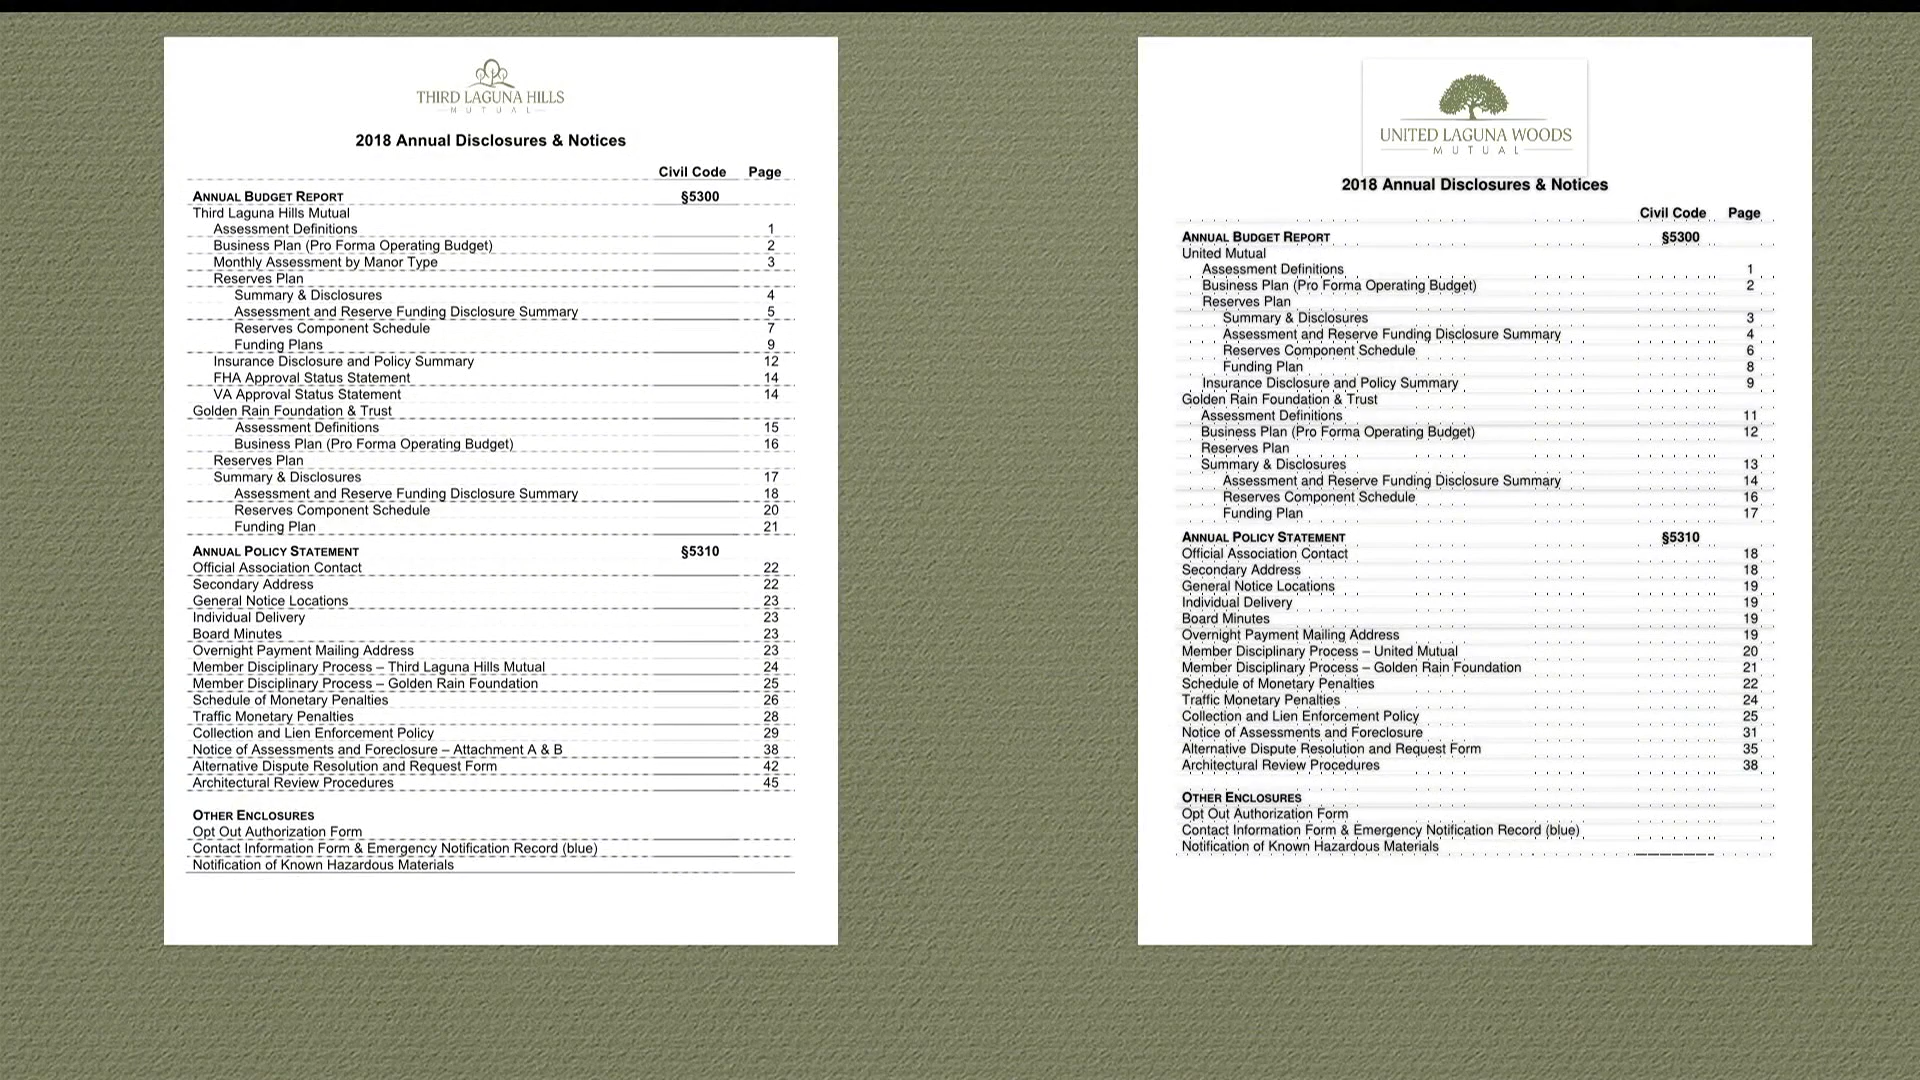 THIRD LAGUNA HILLS
MUTUAL
2018 Annual Disclosures & Notices
Civil Code Page
ANNUAL BUDGET REPORT §5300
Third Laguna Hills Mutual
Assessment Definitions 1
Business Plan (Pro Forma Operating Budget) 2
Monthly Assessment by Manor Type 3
Reserves Plan
Summary & Disclosures 4
Assessment and Reserve Funding Disclosure Summary 5
Reserves Component Schedule 7
Funding Plans 9
Insurance Disclosure and Policy Summary 12
FHA Approval Status Statement 14
VA Approval Status Statement 14
Golden Rain Foundation & Trust
Assessment Definitions 15
Business Plan (Pro Forma Operating Budget) 16
Reserves Plan
Summary & Disclosures 17
Assessment and Reserve Funding Disclosure Summary 18
Reserves Component Schedule 20
Funding Plan 21
ANNUAL POLICY STATEMENT §5310
Official Association Contact 22
Secondary Address 22
General Notice Locations 23
Individual Delivery 23
Board Minutes 23
Overnight Payment Mailing Address 23
Member Disciplinary Process – Third Laguna Hills Mutual 24
Member Disciplinary Process – Golden Rain Foundation 25
Schedule of Monetary Penalties 26
Traffic Monetary Penalties 28
Collection and Lien Enforcement Policy 29
Notice of Assessments and Foreclosure – Attachment A & B 38
Alternative Dispute Resolution and Request Form 42
Architectural Review Procedures 45
OTHER ENCLOSURES
Opt Out Authorization Form
Contact Information Form & Emergency Notification Record (blue)
Notification of Known Hazardous Materials
UNITED LAGUNA WOODS
MUTUAL
2018 Annual Disclosures & Notices
Civil Code Page
ANNUAL BUDGET REPORT §5300
United Mutual
Assessment Definitions 1
Business Plan (Pro Forma Operating Budget) 2
Reserves Plan
Summary & Disclosures 3
Assessment and Reserve Funding Disclosure Summary 4
Reserves Component Schedule 6
Funding Plan 8
Insurance Disclosure and Policy Summary 9
Golden Rain Foundation & Trust
Assessment Definitions 11
Business Plan (Pro Forma Operating Budget) 12
Reserves Plan
Summary & Disclosures 13
Assessment and Reserve Funding Disclosure Summary 14
Reserves Component Schedule 16
Funding Plan 17
ANNUAL POLICY STATEMENT §5310
Official Association Contact 18
Secondary Address 18
General Notice Locations 19
Individual Delivery 19
Board Minutes 19
Overnight Payment Mailing Address 19
Member Disciplinary Process – United Mutual 20
Member Disciplinary Process – Golden Rain Foundation 21
Schedule of Monetary Penalties 22
Traffic Monetary Penalties 24
Collection and Lien Enforcement Policy 25
Notice of Assessments and Foreclosure 31
Alternative Dispute Resolution and Request Form 35
Architectural Review Procedures 38
OTHER ENCLOSURES
Opt Out Authorization Form
Contact Information Form & Emergency Notification Record (blue)
Notification of Known Hazardous Materials